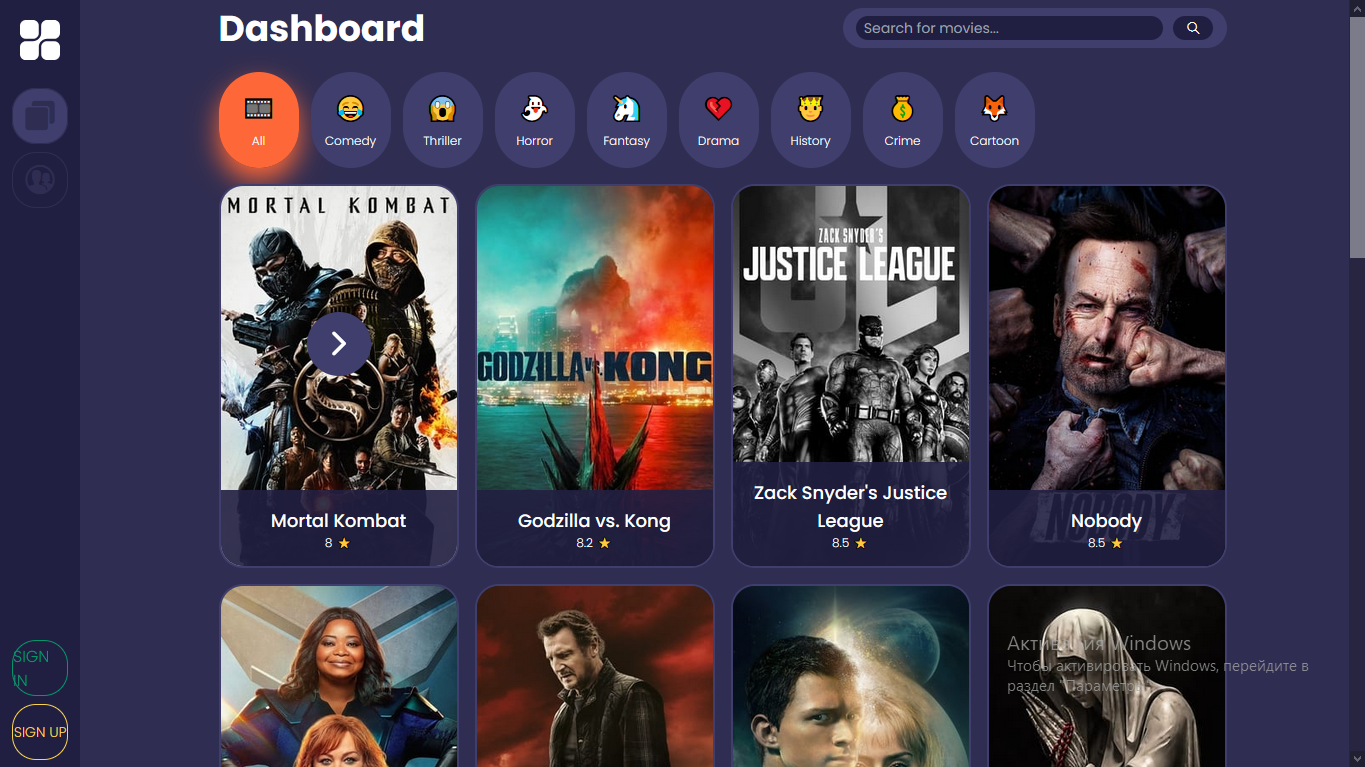 Dashboard
Search for movies...
All
Comedy
Thriller
Horror
Fantasy
Drama
History
Crime
Cartoon
MORTAL KOMBAT
GODZILLA vs. KONG
ZACK SNYDER'S
JUSTICE LEAGUE
NOBODY
Mortal Kombat
8
Godzilla vs. Kong
8.2
Zack Snyder's Justice
League
8.5
Nobody
8.5
SIGN
IN
SIGN UP
Активация Windows
Чтобы активировать Windows, перейдите в
раздел "Параметры